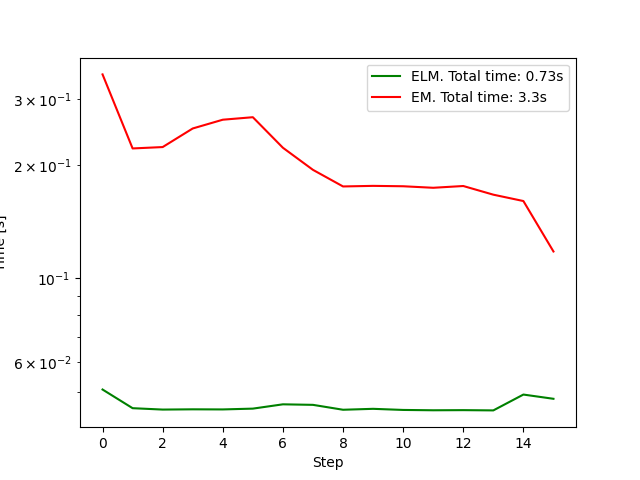 ELM. Total time: 0.73s
EM. Total time: 3.3s
3 × 10⁻¹
2 × 10⁻¹
10⁻¹
6 × 10⁻²
0 2 4 6 8 10 12 14
Step